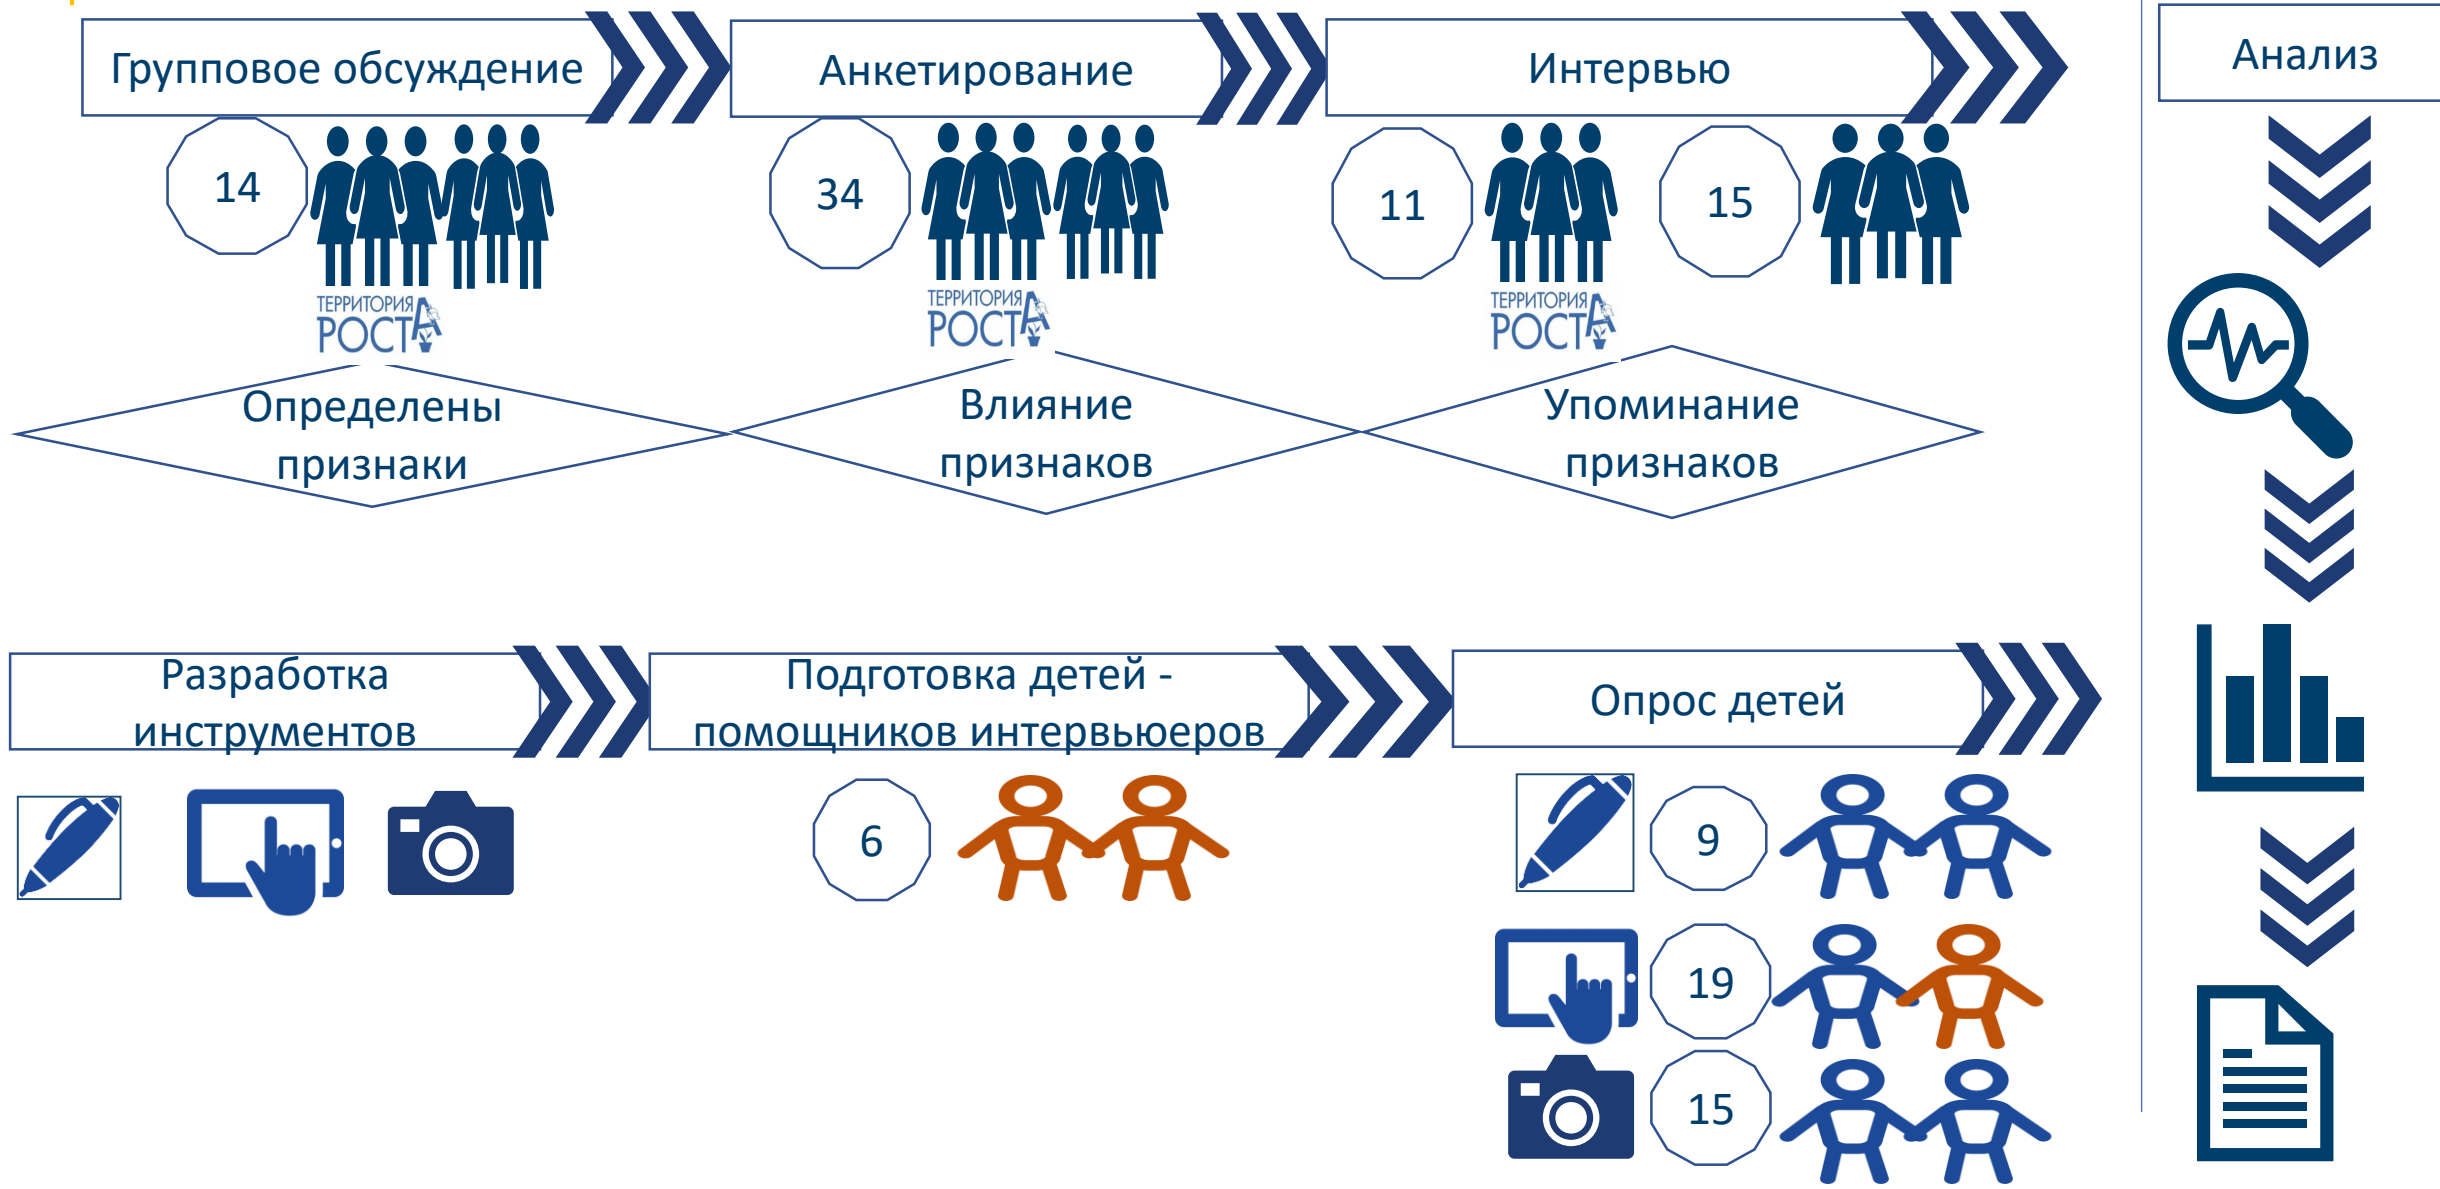 Групповое обсуждение
Анкетирование
Интервью
Анализ
14
34
11
15
ТЕРРИТОРИЯ
РОСТА
ТЕРРИТОРИЯ
РОСТА
ТЕРРИТОРИЯ
РОСТА
Определены
признаки
Влияние
признаков
Упоминание
признаков
Разработка
инструментов
Подготовка детей -
помощников интервьюеров
Опрос детей
6
9
19
15